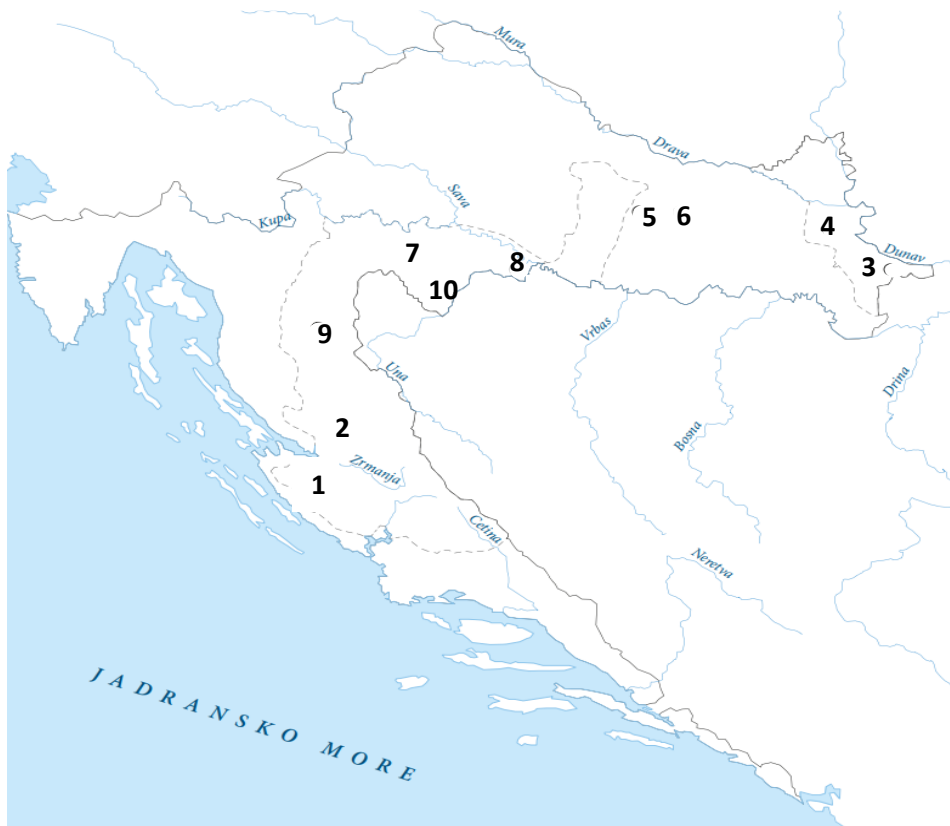 Mura
Drava
Sava
Kupa
5
6
4
7
Dunav
8
3
10
9
Vrbas
Una
Drina
2
Bosna
Zrmanja
1
Cetina
Neretva
JADRANSKO MORE